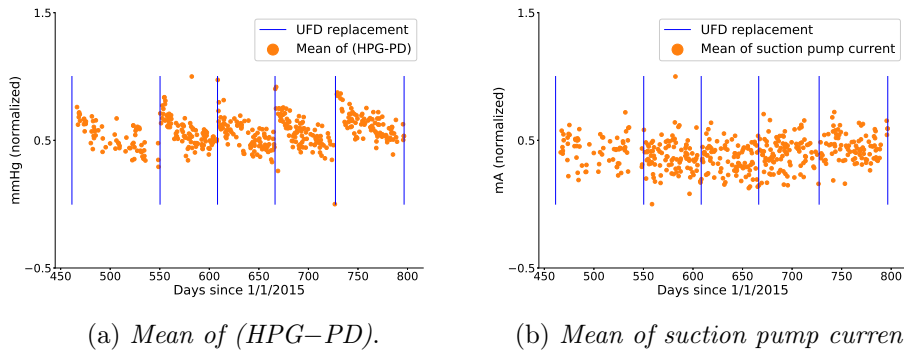 1.5
1.0
0.5
−0.5
mmHg (normalized)
UFD replacement
Mean of (HPG-PD)
450 500 550 600 650 700 750 800
Days since 1/1/2015
(a) Mean of (HPG−PD).
1.5
0.5
−0.5
mA (normalized)
UFD replacement
Mean of suction pump current
450 500 550 600 650 700 750 800
Days since 1/1/2015
(b) Mean of suction pump curren